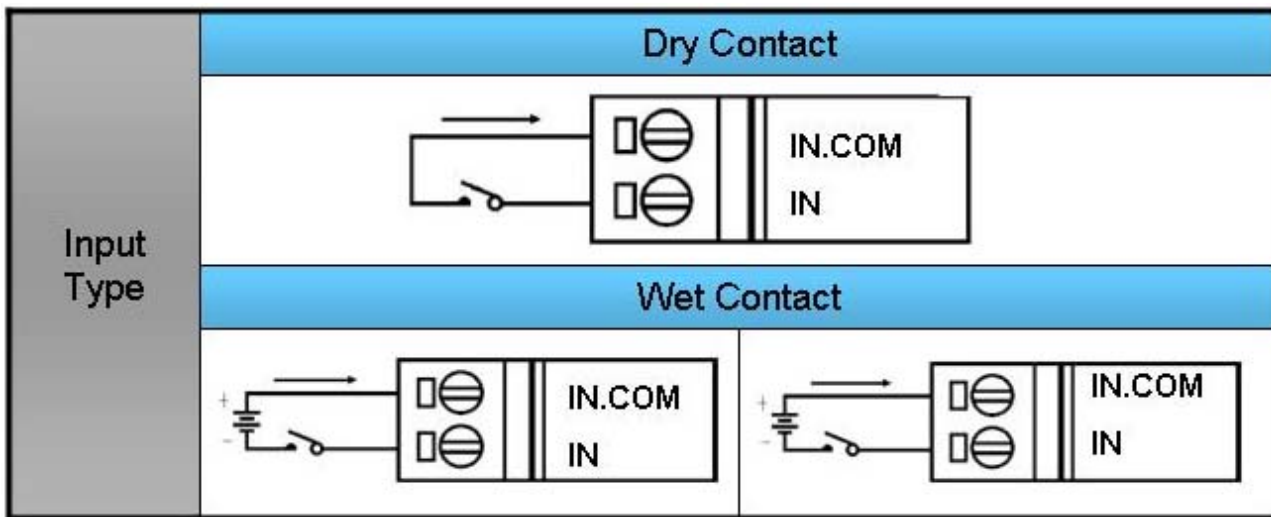 Input
Type
Dry Contact
IN.COM
IN
Wet Contact
+
-
IN.COM
IN
+
-
IN.COM
IN